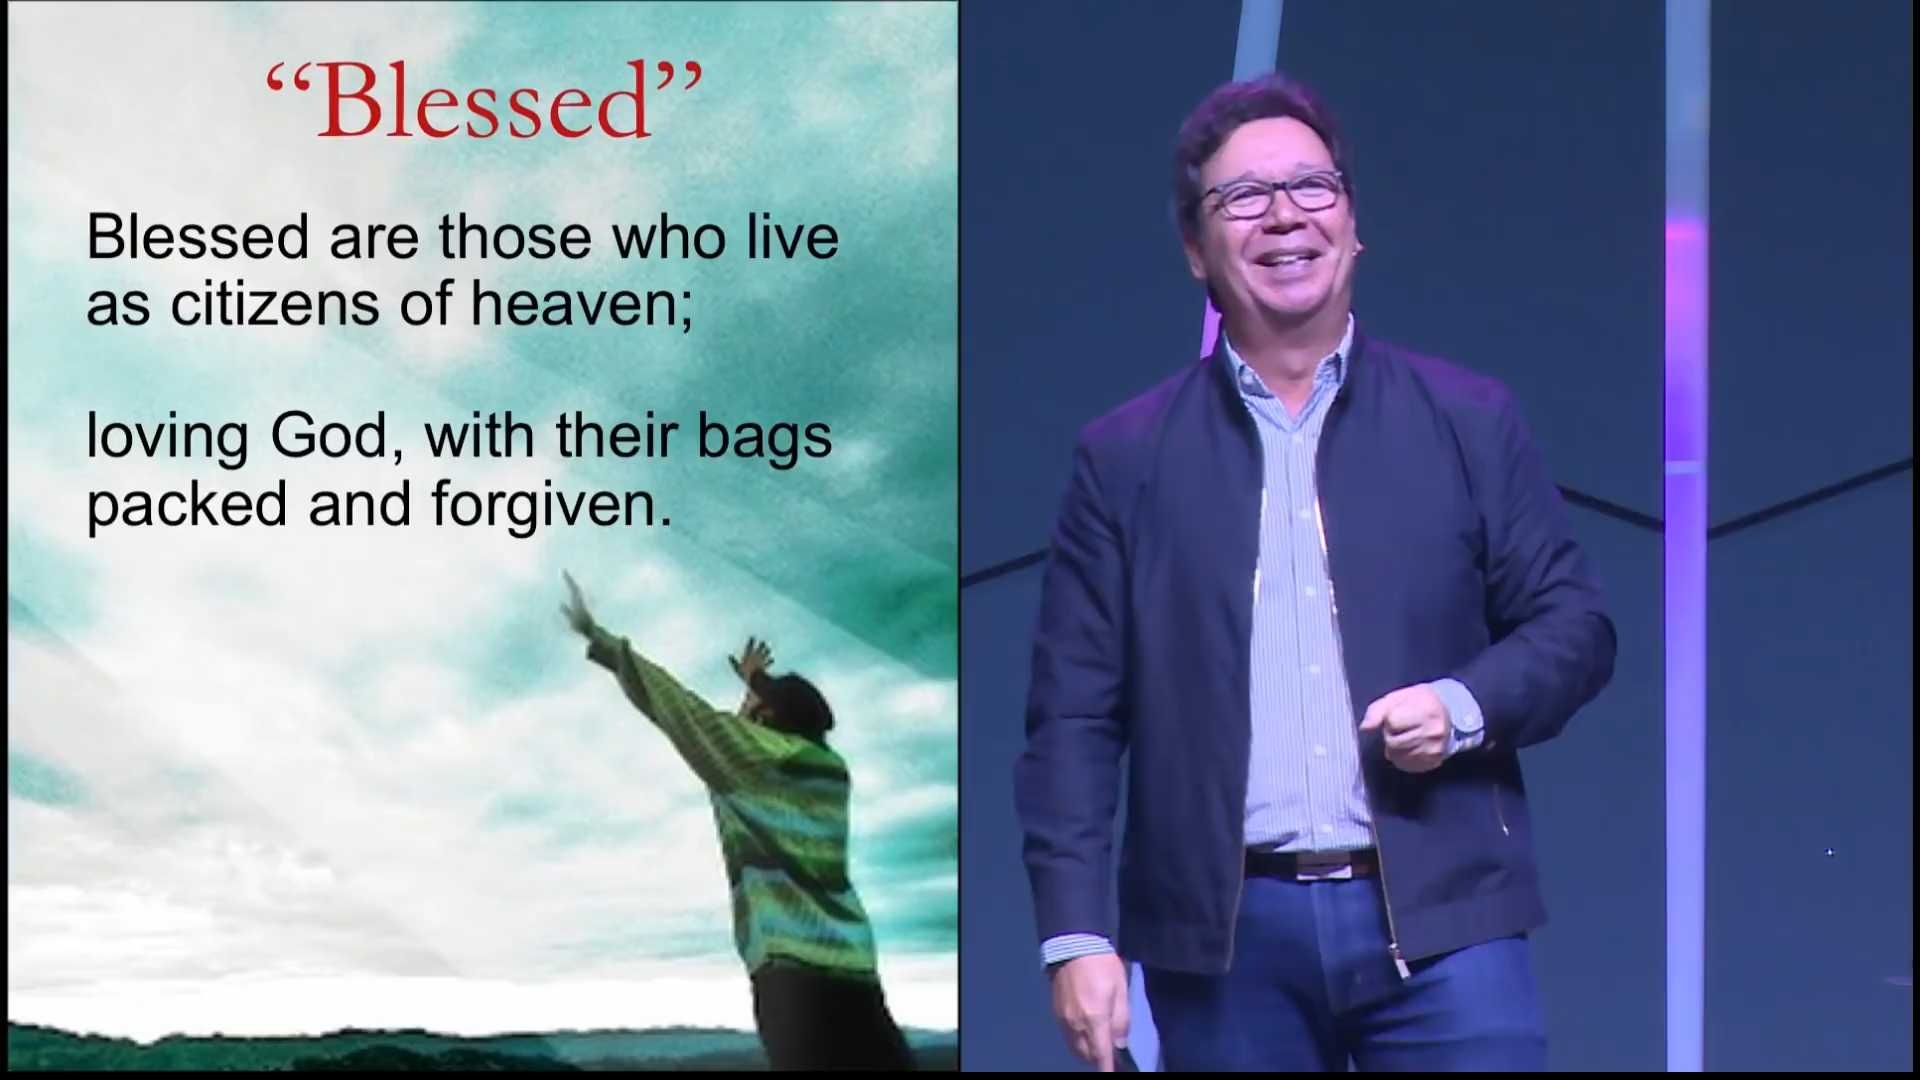 “Blessed”
Blessed are those who live
as citizens of heaven;
loving God, with their bags
packed and forgiven.